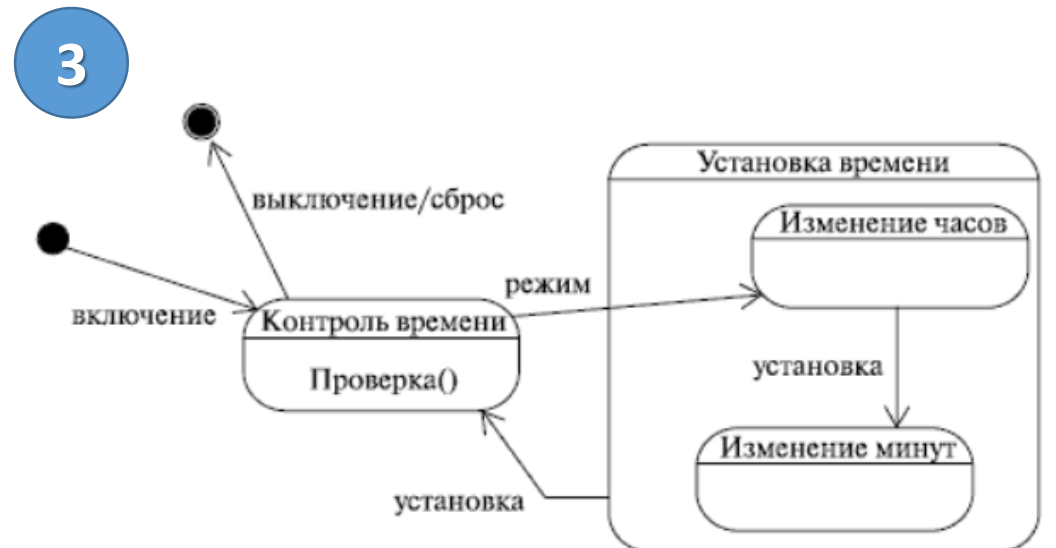 3
выключение/сброс
включение
Контроль времени
Проверка()
режим
Установка времени
Изменение часов
установка
Изменение минут
установка